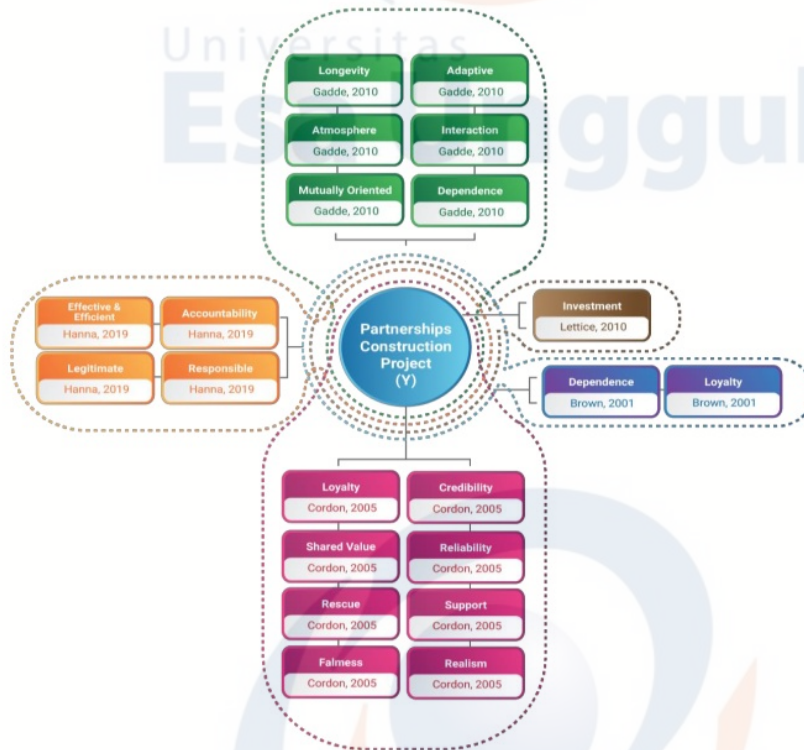 Universitas
Esa Unggul
Longevity
Gadde, 2010
Adaptive
Gadde, 2010
Atmosphere
Gadde, 2010
Interaction
Gadde, 2010
Mutually Oriented
Gadde, 2010
Dependence
Gadde, 2010
Effective &
Efficient
Hanna, 2019
Accountability
Hanna, 2019
Legitimate
Hanna, 2019
Responsible
Hanna, 2019
Partnerships
Construction
Project
(Y)
Investment
Lettice, 2010
Dependence
Brown, 2001
Loyalty
Brown, 2001
Loyalty
Cordon, 2005
Credibility
Cordon, 2005
Shared Value
Cordon, 2005
Reliability
Cordon, 2005
Rescue
Cordon, 2005
Support
Cordon, 2005
Falmess
Cordon, 2005
Realism
Cordon, 2005